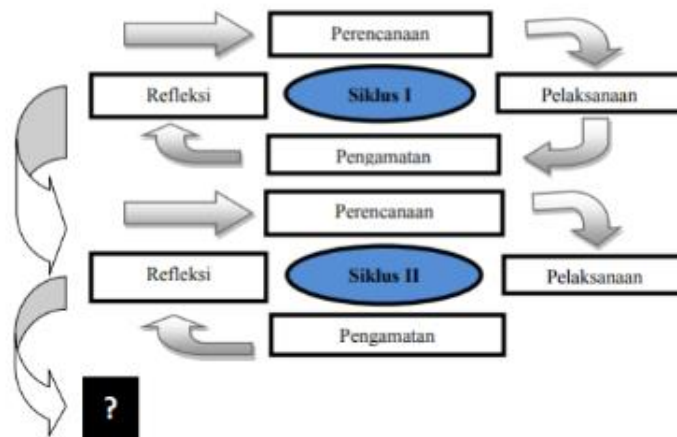 Perencanaan
Refleksi
Siklus I
Pelaksanaan
Pengamatan
Perencanaan
Refleksi
Siklus II
Pelaksanaan
Pengamatan
?